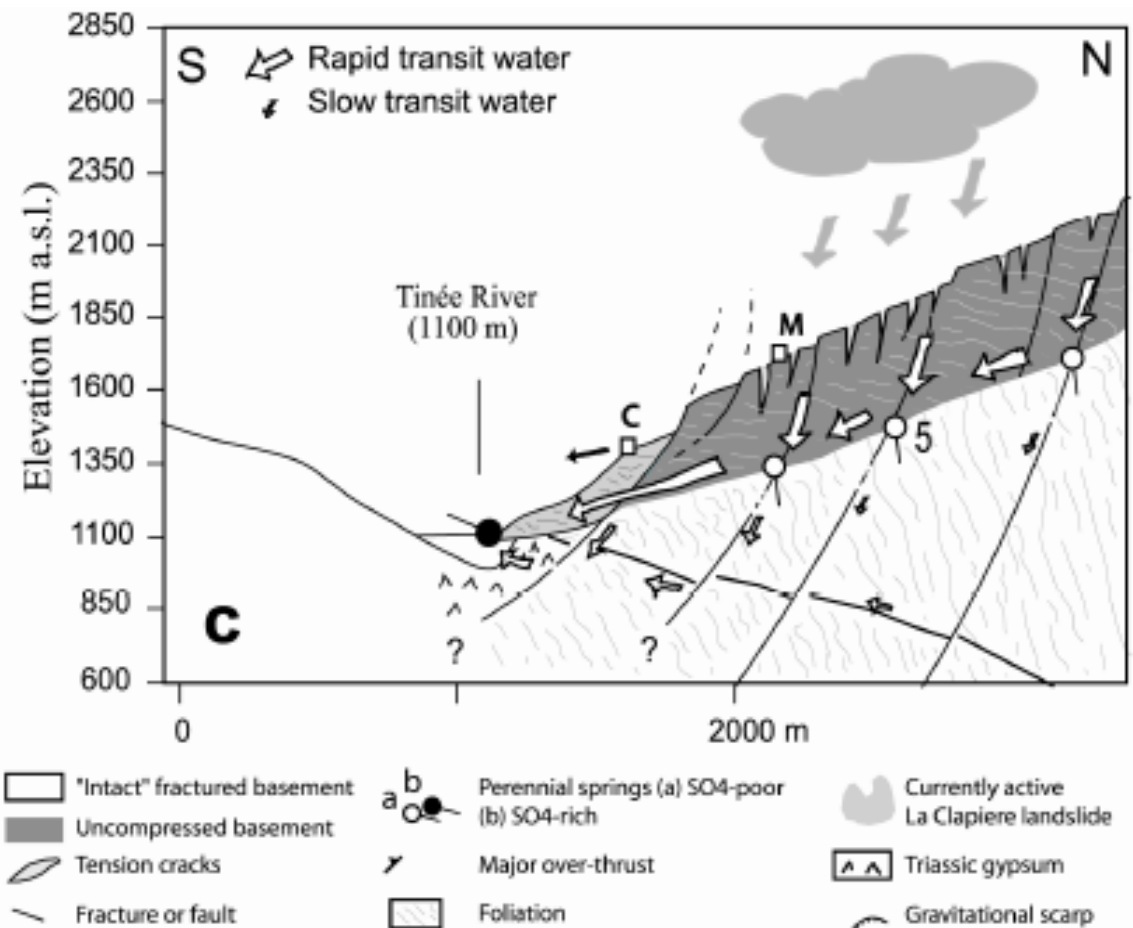 2850
S
Rapid transit water
N
2600
Slow transit water
2350
Elevation (m a.s.l.)
2100
Tinée River
(1100 m)
1850
M
1600
C
5
1350
1100
850
C
?
?
600
0
2000 m
"Intact" fractured basement
Uncompressed basement
Tension cracks
Fracture or fault
b
a
Perennial springs (a) SO4-poor
(b) SO4-rich
Major over-thrust
Foliation
Currently active
La Clapiere landslide
Triassic gypsum
Gravitational scarp